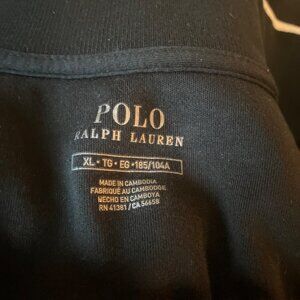 POLO
RALPH LAUREN
XL • TG • EG • 185/104A
MADE IN CAMBODIA
FABRIQUÉ AU CAMBODGE
HECHO EN CAMBOYA
RN 41381 / CA 56658